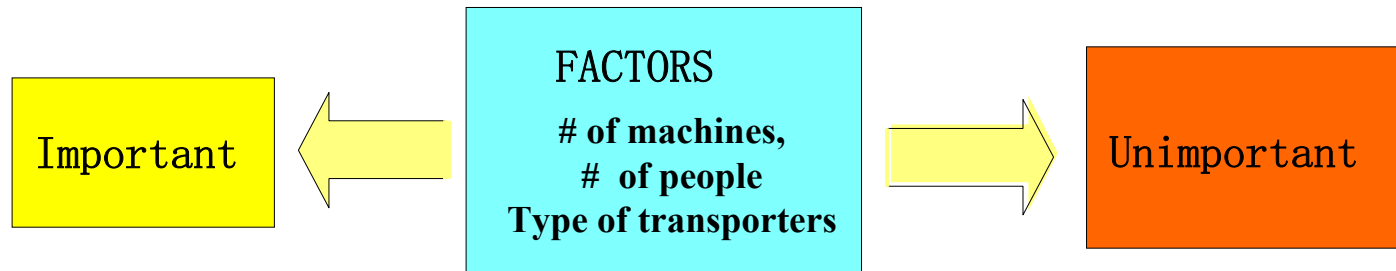 Important
FACTORS
# of machines,
# of people
Type of transporters
Unimportant